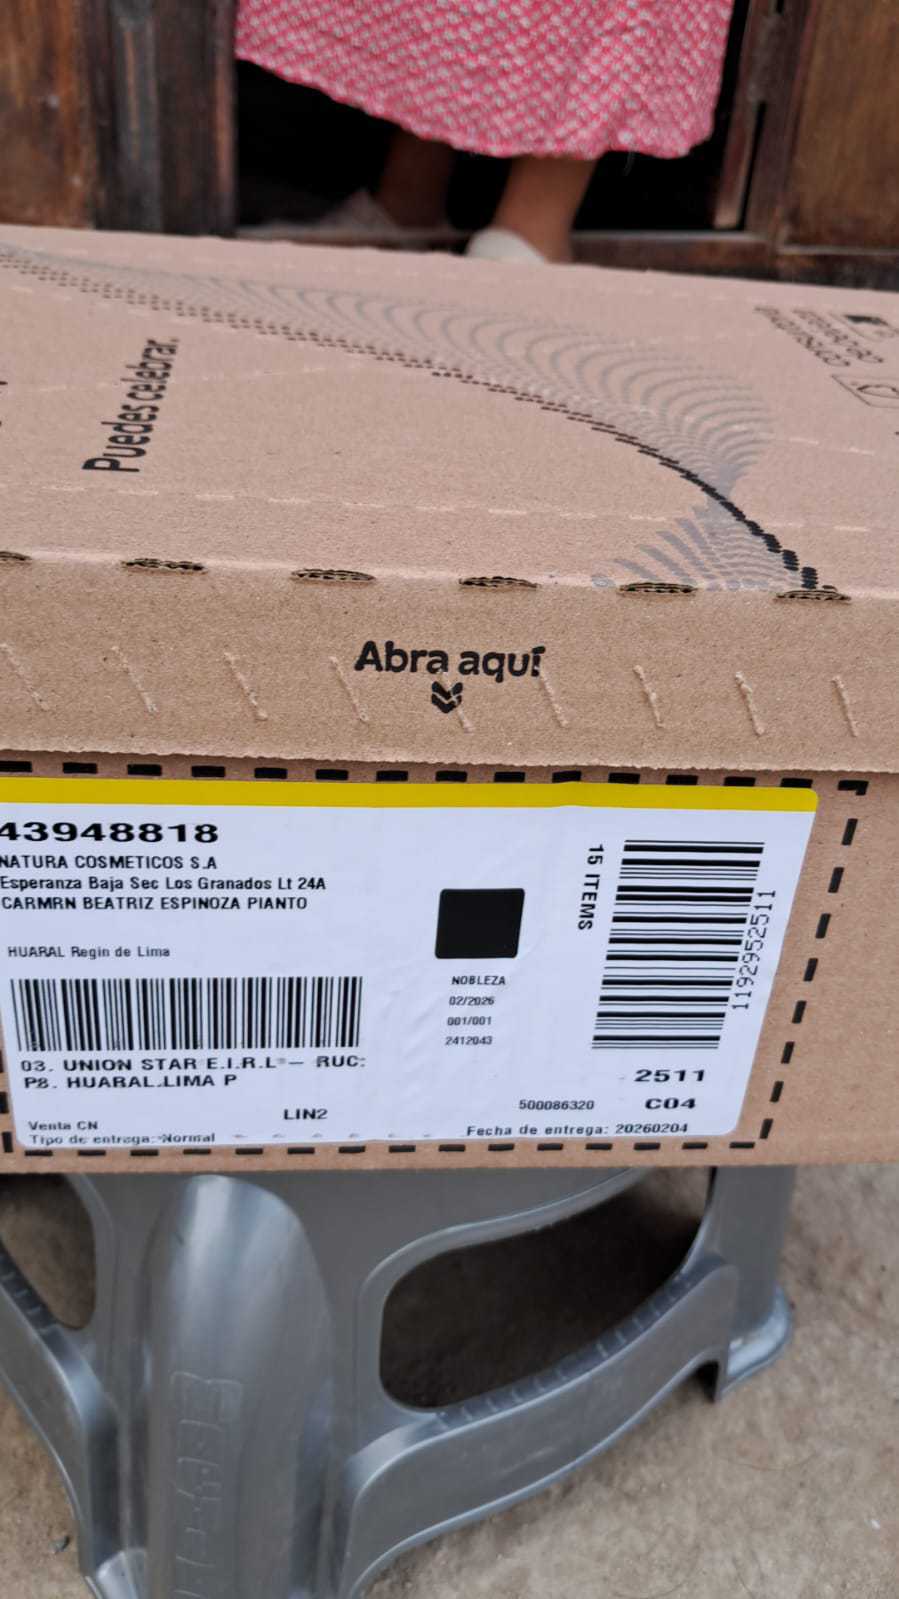 Puedes celebrar.
Abra aquí
43948818
NATURA COSMETICOS S.A
Esperanza Baja Sec Los Granados Lt 24A
CARMRN BEATRIZ ESPINOZA PIANTO
HUARAL Regin de Lima
15 ITEMS
1192952511
NOBLEZA
02/2026
001/001
2412043
03. UNION STAR E.I.R.L - RUC:
P8. HUARAL.LIMA P
2511
LIN2
500086320
C04
Venta CN
Tipo de entrega: Normal
Fecha de entrega: 20260204